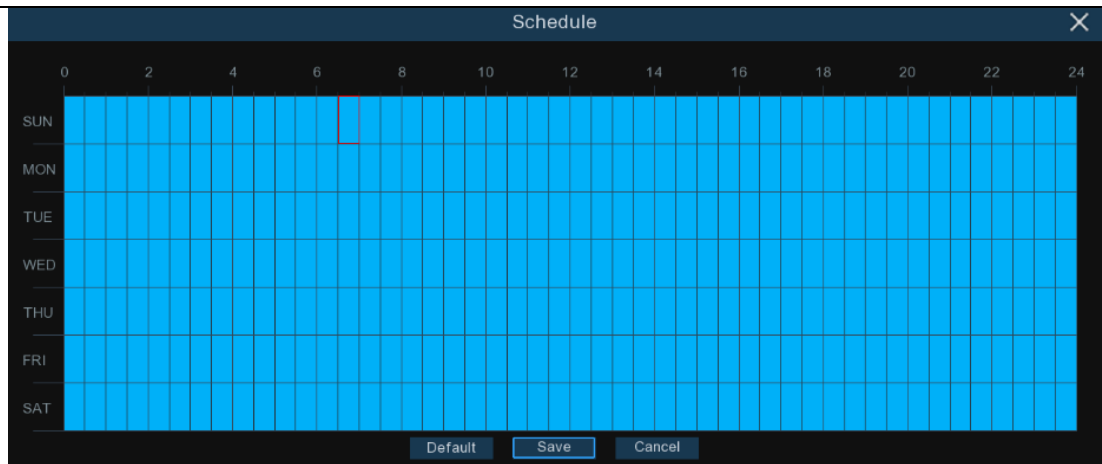 Schedule
0 2 4 6 8 10 12 14 16 18 20 22 24
SUN
MON
TUE
WED
THU
FRI
SAT
Default Save Cancel